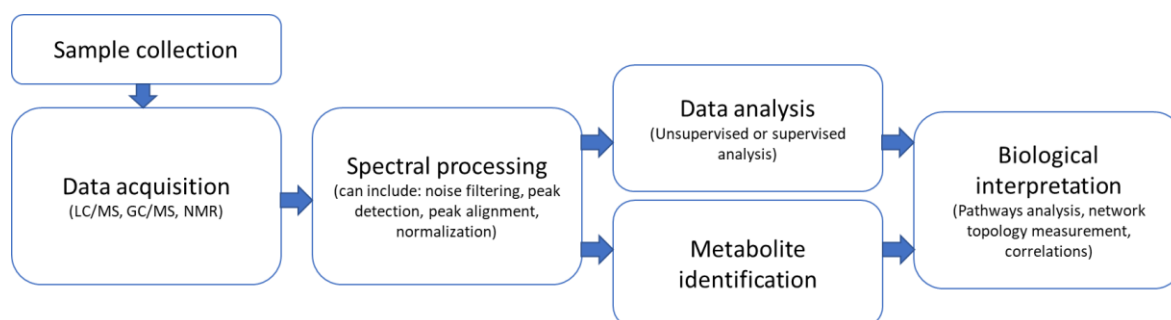 Sample collection
Data acquisition
(LC/MS, GC/MS, NMR)
Spectral processing
(can include: noise filtering, peak
detection, peak alignment,
normalization)
Data analysis
(Unsupervised or supervised
analysis)
Metabolite
identification
Biological
interpretation
(Pathways analysis, network
topology measurement,
correlations)